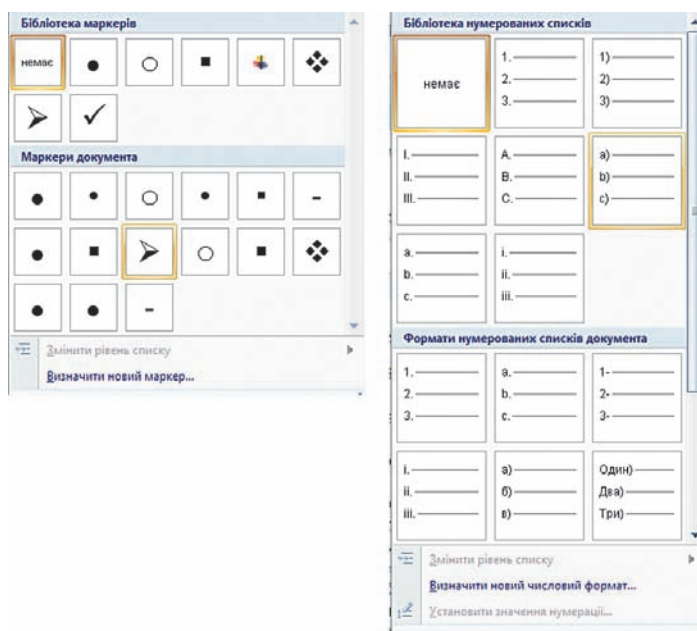 Бібліотека маркерів
немає
Маркери документа
Змінити рівень списку
Визначити новий маркер...
Бібліотека нумерованих списків
немає
1.
2.
3.
1)
2)
3)
I.
II.
III.
A.
B.
C.
a)
b)
c)
a.
b.
c.
i.
ii.
iii.
Формати нумерованих списків документа
1.
2.
3.
a.
b.
c.
1-
2-
3-
i.
ii.
iii.
а)
б)
в)
Один)
Два)
Три)
Змінити рівень списку
Визначити новий числовий формат...
Установити значення нумерації...